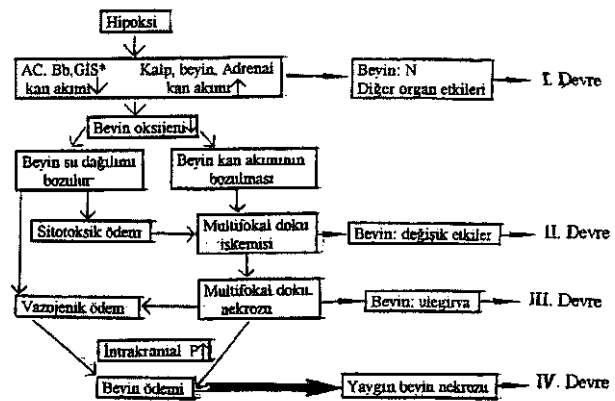 Hipoksi
AC. Bb,GİS*
kan akımı↓
Kalp, beyin, Adrenal
kan akımı↑
Beyin: N
Diğer organ etkileri
I. Devre
Beyin oksijeni↓
Beyin su dağılımı
bozulur
Beyin kan akımının
bozulması
Sitotoksik ödem
Multifokal doku
iskemisi
Beyin: değişik etkiler
II. Devre
Vazojenik ödem
Multifokal doku
nekrozu
Beyin: ulegirya
III. Devre
İntrakranial P↑↑
Beyin ödemi
Yaygın beyin nekrozu
IV. Devre